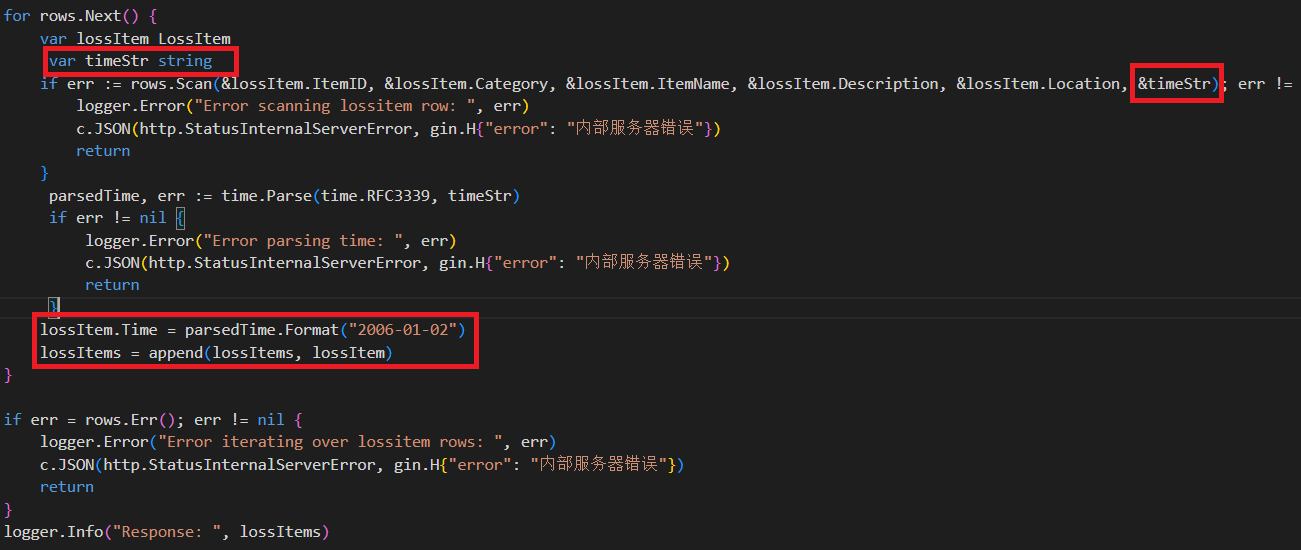 for rows.Next() {
var lossItem LossItem
var timeStr string
if err := rows.Scan(&lossItem.ItemID, &lossItem.Category, &lossItem.ItemName, &lossItem.Description, &lossItem.Location, &timeStr); err !=
logger.Error("Error scanning lossitem row: ", err)
c.JSON(http.StatusInternalServerError, gin.H{"error": "内部服务器错误"})
return
}
parsedTime, err := time.Parse(time.RFC3339, timeStr)
if err != nil {
logger.Error("Error parsing time: ", err)
c.JSON(http.StatusInternalServerError, gin.H{"error": "内部服务器错误"})
return
}
lossItem.Time = parsedTime.Format("2006-01-02")
lossItems = append(lossItems, lossItem)
}
if err = rows.Err(); err != nil {
logger.Error("Error iterating over lossitem rows: ", err)
c.JSON(http.StatusInternalServerError, gin.H{"error": "内部服务器错误"})
return
}
logger.Info("Response: ", lossItems)